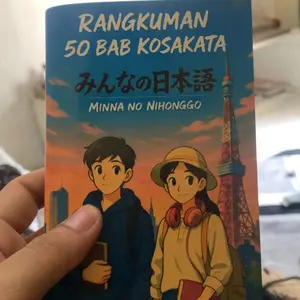 RANGKUMAN
50 BAB KOSAKATA
みんなの日本語
MINNA NO NIHONGGO